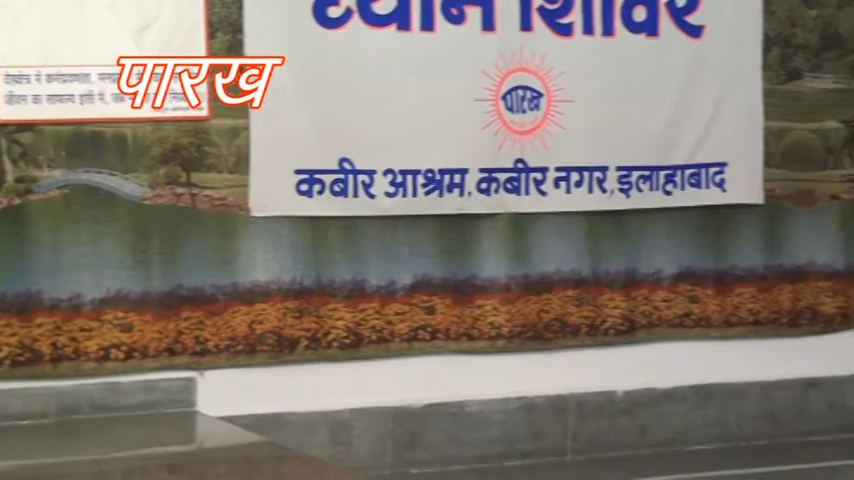 ध्यान शिविर
पारख
पारख
कबीर आश्रम, कबीर नगर, इलाहाबाद